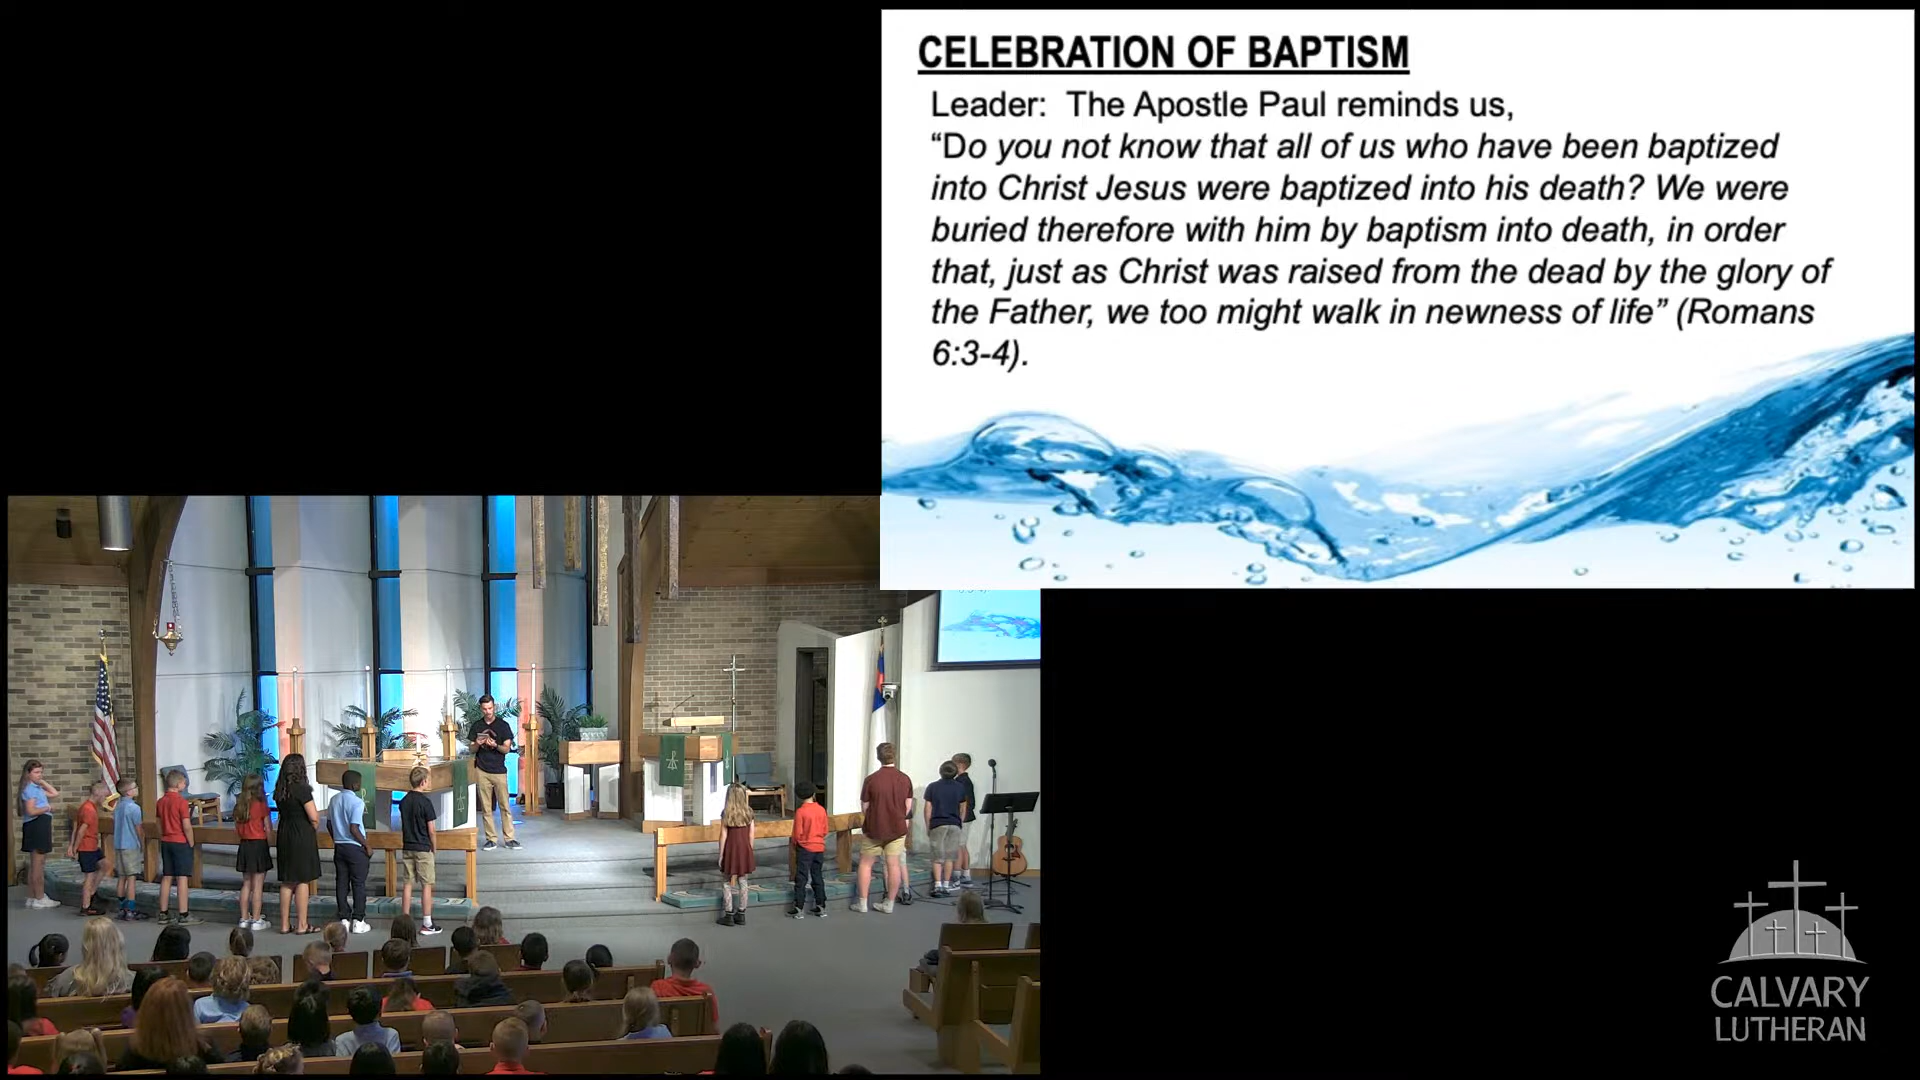 CELEBRATION OF BAPTISM
Leader:  The Apostle Paul reminds us,
“Do you not know that all of us who have been baptized
into Christ Jesus were baptized into his death? We were
buried therefore with him by baptism into death, in order
that, just as Christ was raised from the dead by the glory of
the Father, we too might walk in newness of life” (Romans
6:3-4).
CALVARY
LUTHERAN